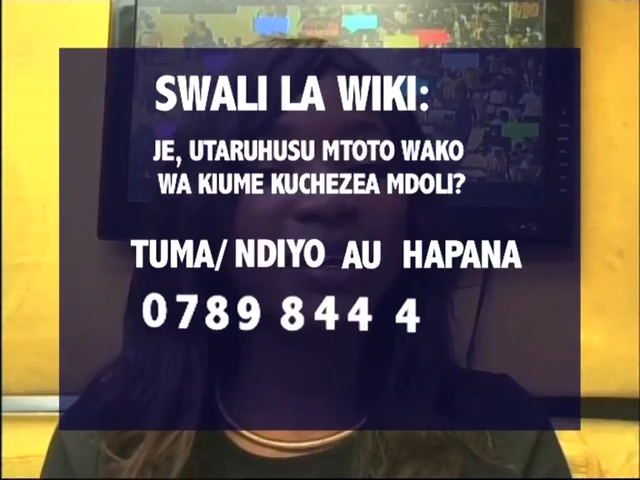 SWALI LA WIKI:
JE, UTARUHUSU MTOTO WAKO
WA KIUME KUCHEZEA MDOLI?
TUMA/ NDIYO AU HAPANA
0789 844 4